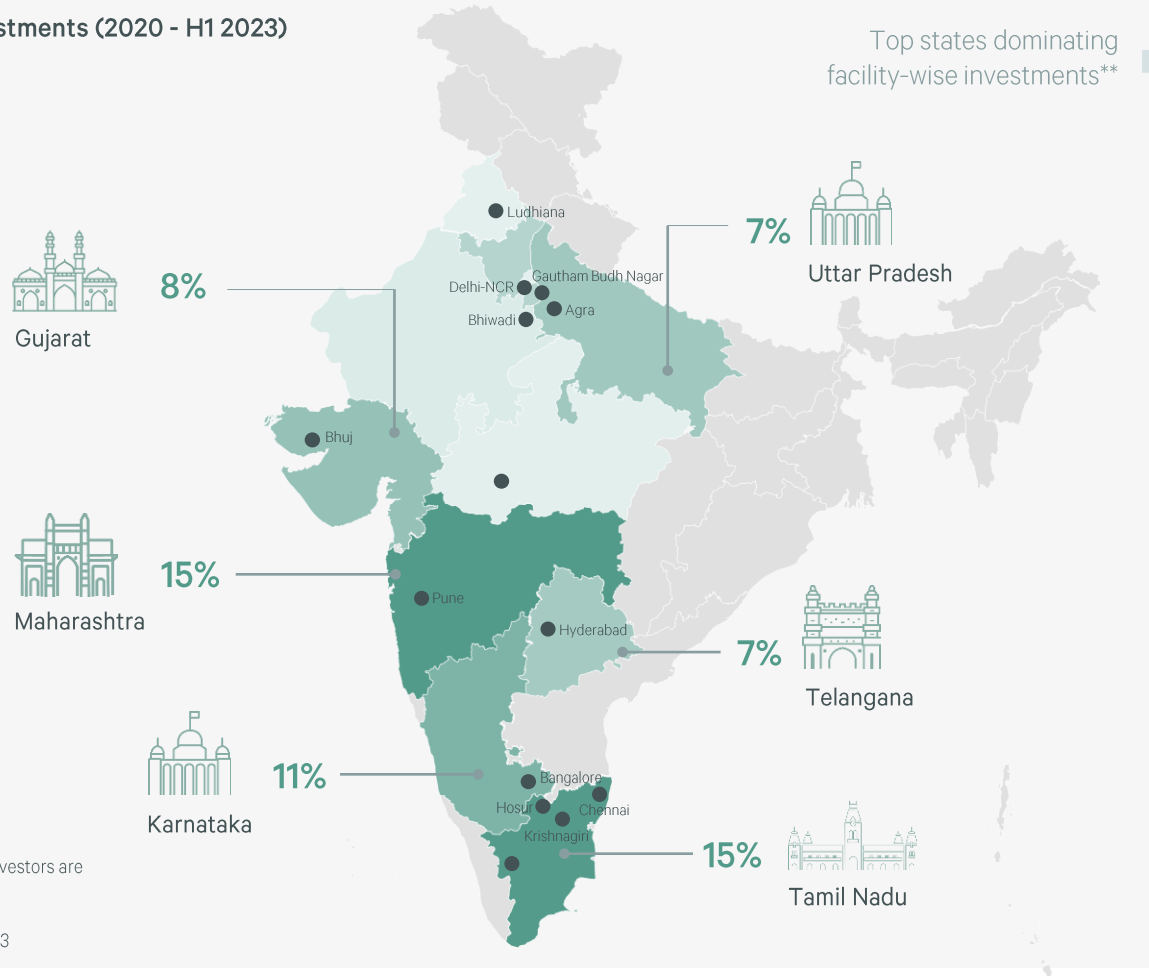 stments (2020 - H1 2023)
Top states dominating
facility-wise investments**
7%
Uttar Pradesh
8%
Gujarat
Ludhiana
Gautham Budh Nagar
Delhi-NCR
Agra
Bhiwadi
Bhuj
15%
Maharashtra
Pune
Hyderabad
7%
Telangana
11%
Karnataka
Bangalore
Hosur
Chennai
Krishnagiri
15%
Tamil Nadu
vestors are
3